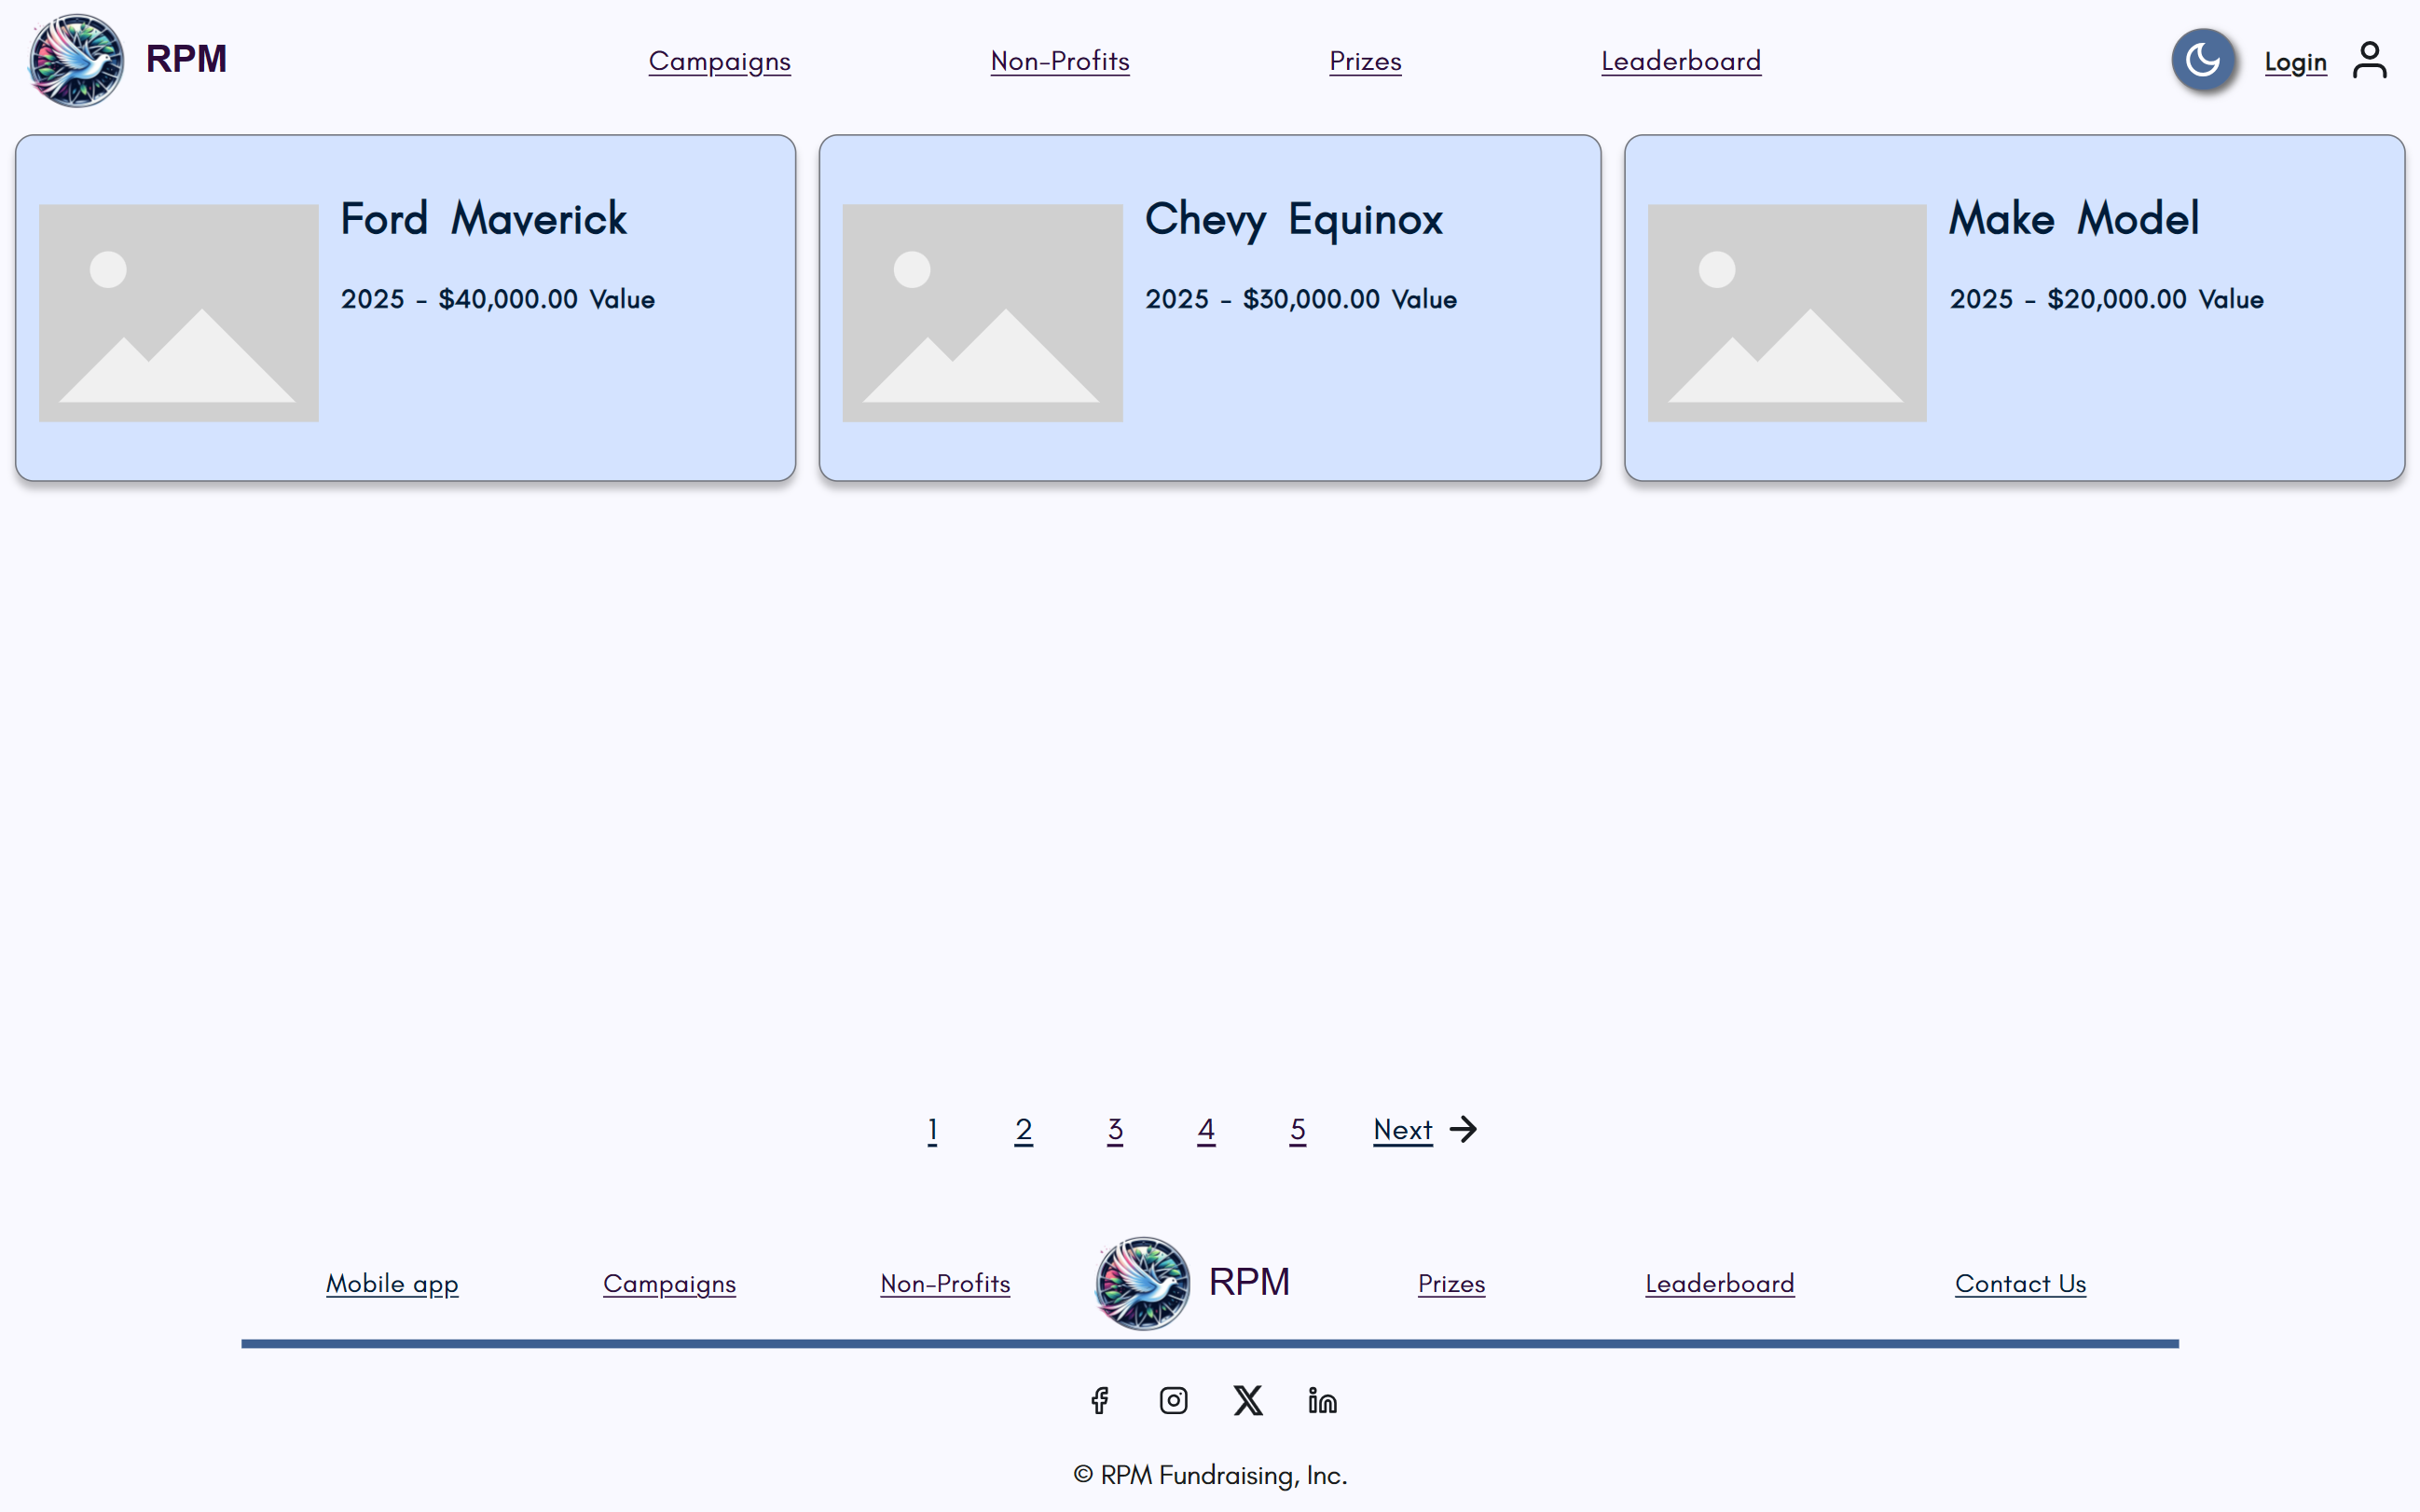 RPM
Campaigns
Non-Profits
Prizes
Leaderboard
Login
Ford Maverick
2025 - $40,000.00 Value
Chevy Equinox
2025 - $30,000.00 Value
Make Model
2025 - $20,000.00 Value
1 2 3 4 5 Next
Mobile app
Campaigns
Non-Profits
RPM
Prizes
Leaderboard
Contact Us
© RPM Fundraising, Inc.